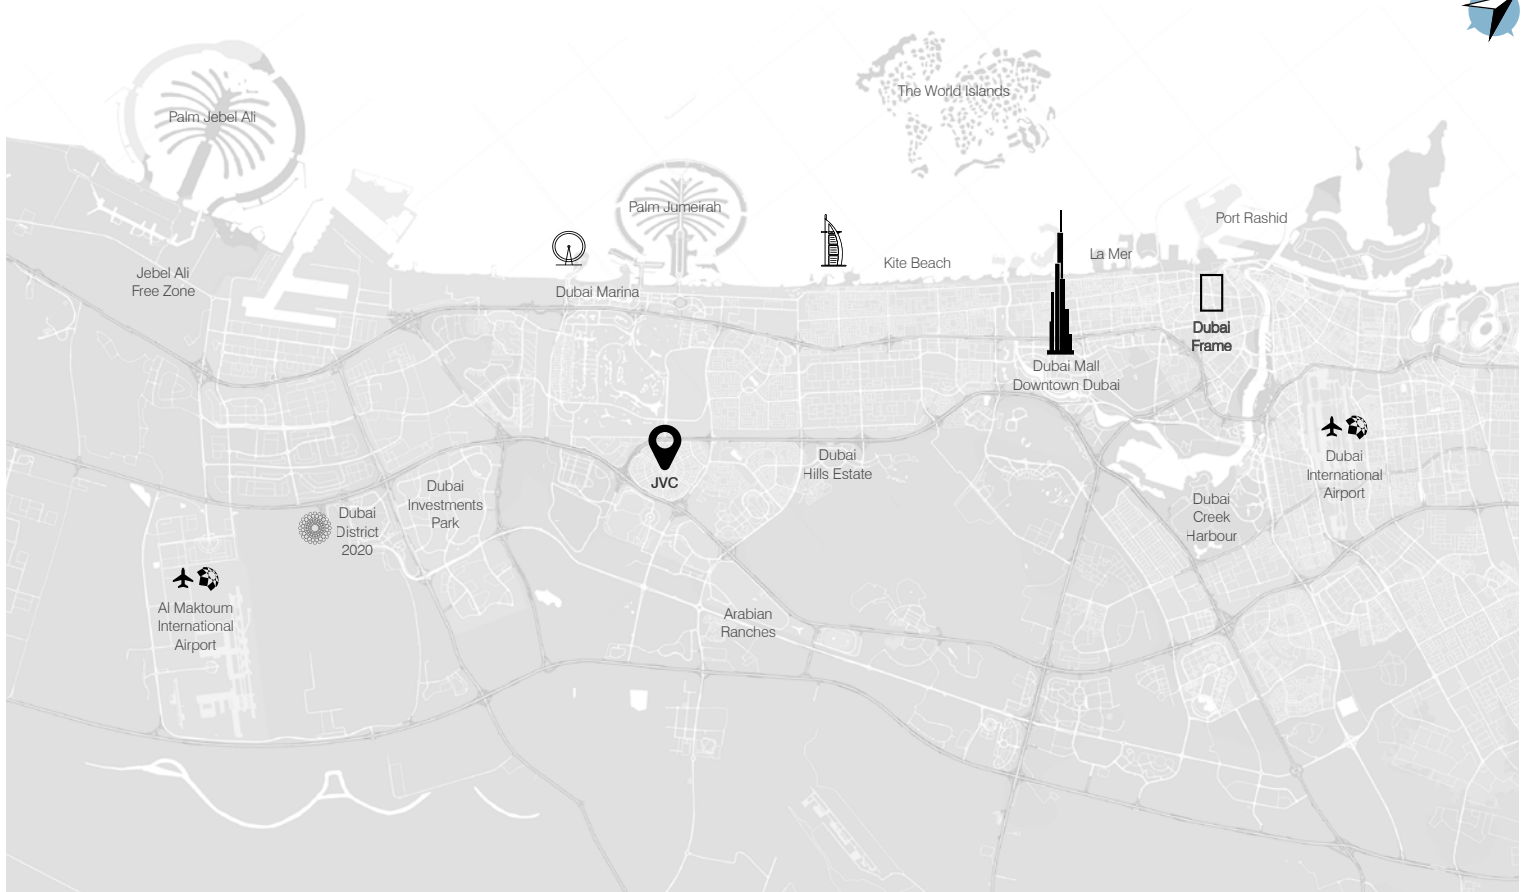 The World Islands
Palm Jebel Ali
Palm Jumeirah
Port Rashid
La Mer
Kite Beach
Jebel Ali
Free Zone
Dubai Marina
Dubai
Frame
Dubai Mall
Downtown Dubai
Dubai
Hills Estate
Dubai
International
Airport
JVC
Dubai
Investments
Park
Dubai
Creek
Harbour
Dubai
District
2020
Al Maktoum
International
Airport
Arabian
Ranches